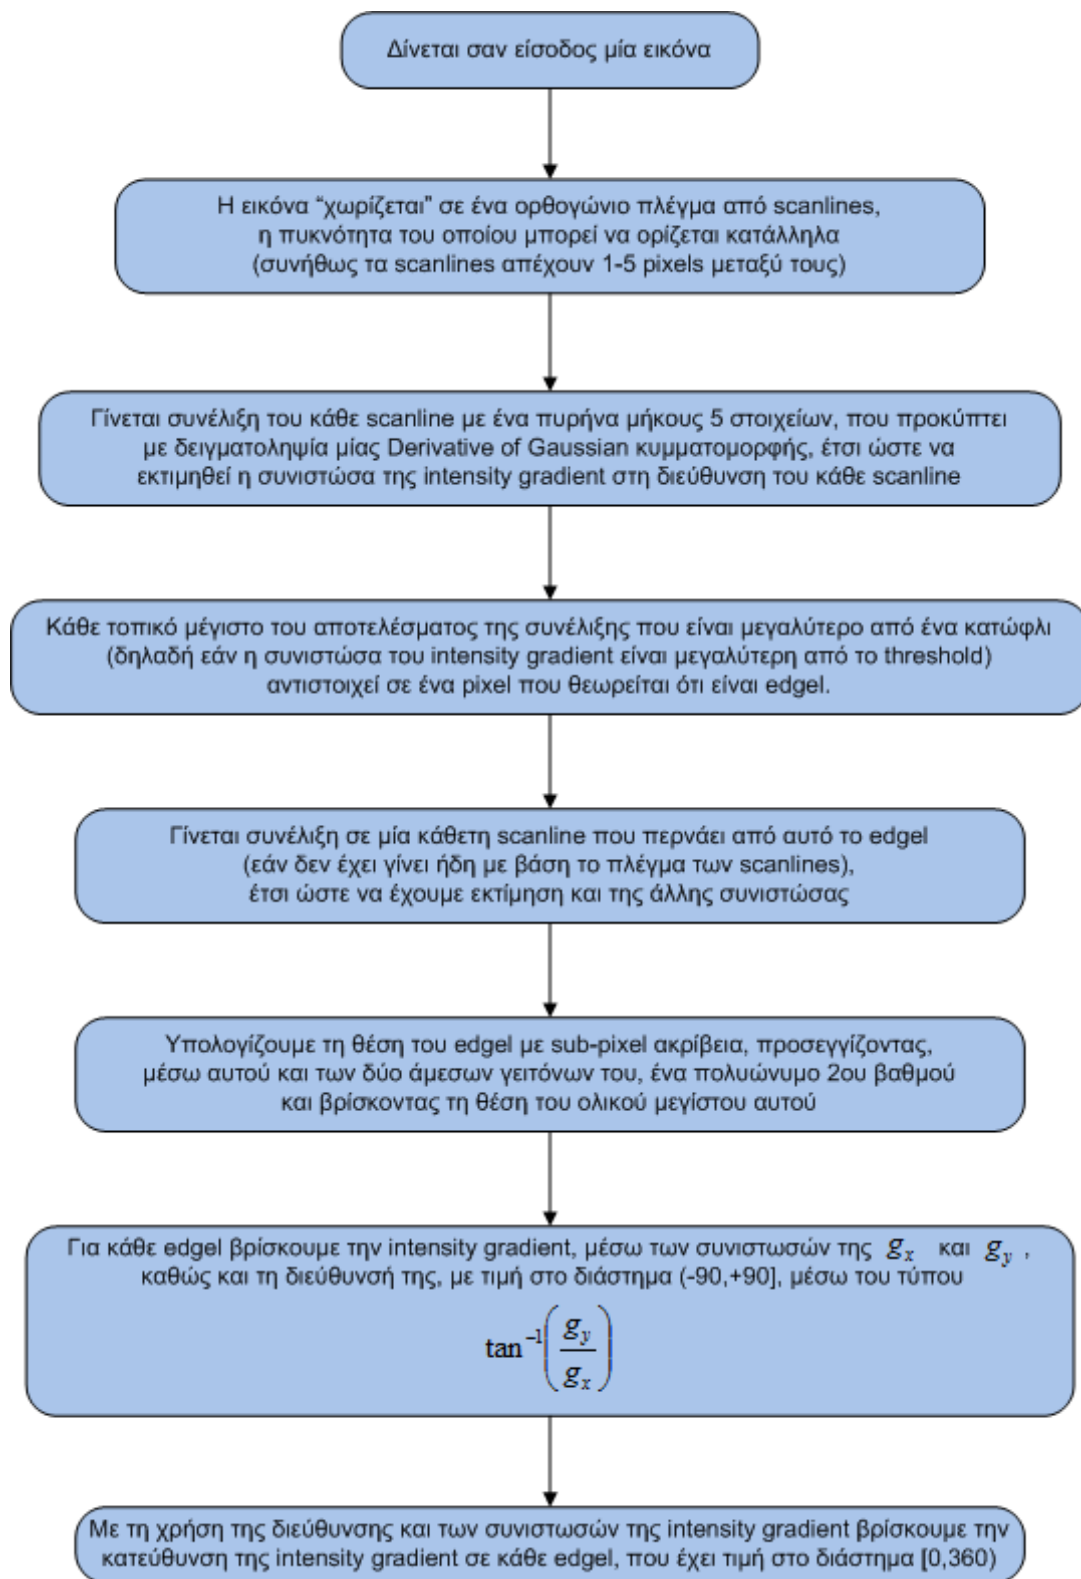 Δίνεται σαν είσοδος μία εικόνα
Η εικόνα “χωρίζεται” σε ένα ορθογώνιο πλέγμα από scanlines,
η πυκνότητα του οποίου μπορεί να ορίζεται κατάλληλα
(συνήθως τα scanlines απέχουν 1-5 pixels μεταξύ τους)
Γίνεται συνέλιξη του κάθε scanline με ένα πυρήνα μήκους 5 στοιχείων, που προκύπτει
με δειγματοληψία μίας Derivative of Gaussian κυμματομορφής, έτσι ώστε να
εκτιμηθεί η συνιστώσα της intensity gradient στη διεύθυνση του κάθε scanline
Κάθε τοπικό μέγιστο του αποτελέσματος της συνέλιξης που είναι μεγαλύτερο από ένα κατώφλι
(δηλαδή εάν η συνιστώσα του intensity gradient είναι μεγαλύτερη από το threshold)
αντιστοιχεί σε ένα pixel που θεωρείται ότι είναι edgel.
Γίνεται συνέλιξη σε μία κάθετη scanline που περνάει από αυτό το edgel
(εάν δεν έχει γίνει ήδη με βάση το πλέγμα των scanlines),
έτσι ώστε να έχουμε εκτίμηση και της άλλης συνιστώσας
Υπολογίζουμε τη θέση του edgel με sub-pixel ακρίβεια, προσεγγίζοντας,
μέσω αυτού και των δύο άμεσων γειτόνων του, ένα πολυώνυμο 2ου βαθμού
και βρίσκοντας τη θέση του ολικού μεγίστου αυτού
Για κάθε edgel βρίσκουμε την intensity gradient, μέσω των συνιστωσών της g_x και g_y ,
καθώς και τη διεύθυνσή της, με τιμή στο διάστημα (-90,+90], μέσω του τύπου
tan⁻¹(g_y/g_x)
Με τη χρήση της διεύθυνσης και των συνιστωσών της intensity gradient βρίσκουμε την
κατεύθυνση της intensity gradient σε κάθε edgel, που έχει τιμή στο διάστημα [0,360)